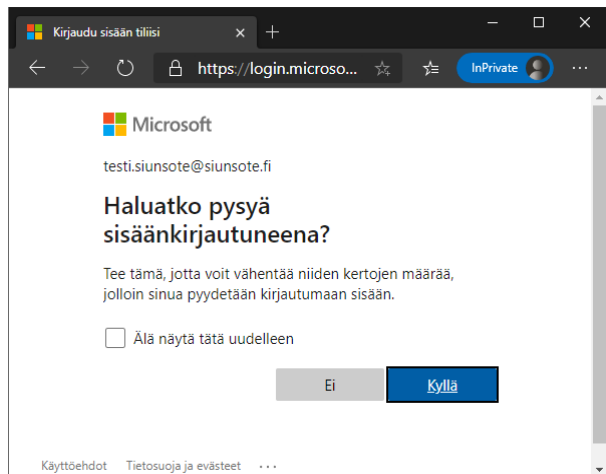 Kirjaudu sisään tiliisi
https://login.microso...
InPrivate
Microsoft
testi.siunsote@siunsote.fi
Haluatko pysyä
sisäänkirjautuneena?
Tee tämä, jotta voit vähentää niiden kertojen määrää,
jolloin sinua pyydetään kirjautumaan sisään.
Älä näytä tätä uudelleen
Ei
Kyllä
Käyttöehdot Tietosuoja ja evästeet ...